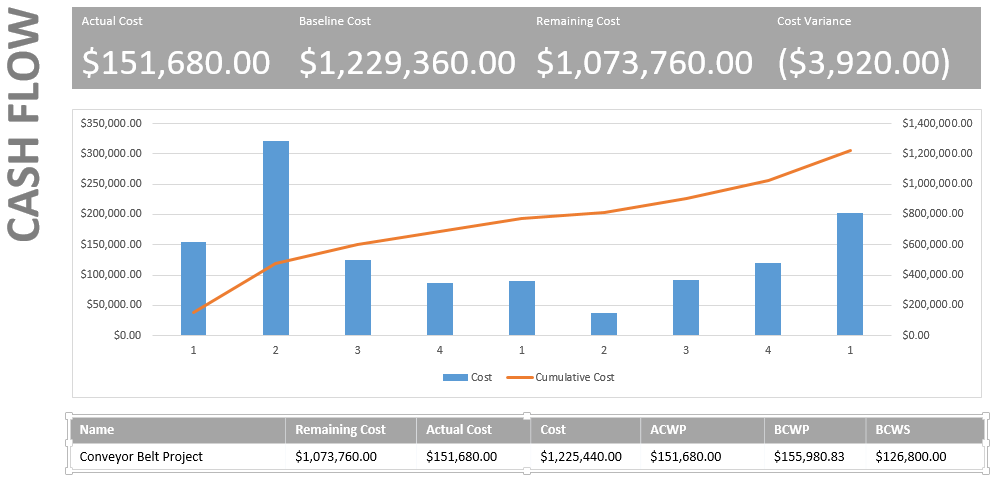 CASH FLOW
Actual Cost Baseline Cost Remaining Cost Cost Variance
$151,680.00 $1,229,360.00 $1,073,760.00 ($3,920.00)
$350,000.00 $1,400,000.00
$300,000.00 $1,200,000.00
$250,000.00 $1,000,000.00
$200,000.00 $800,000.00
$150,000.00 $600,000.00
$100,000.00 $400,000.00
$50,000.00 $200,000.00
$0.00 $0.00
1 2 3 4 1 2 3 4 1
Cost Cumulative Cost
Name Remaining Cost Actual Cost Cost ACWP BCWP BCWS
Conveyor Belt Project $1,073,760.00 $151,680.00 $1,225,440.00 $151,680.00 $155,980.83 $126,800.00